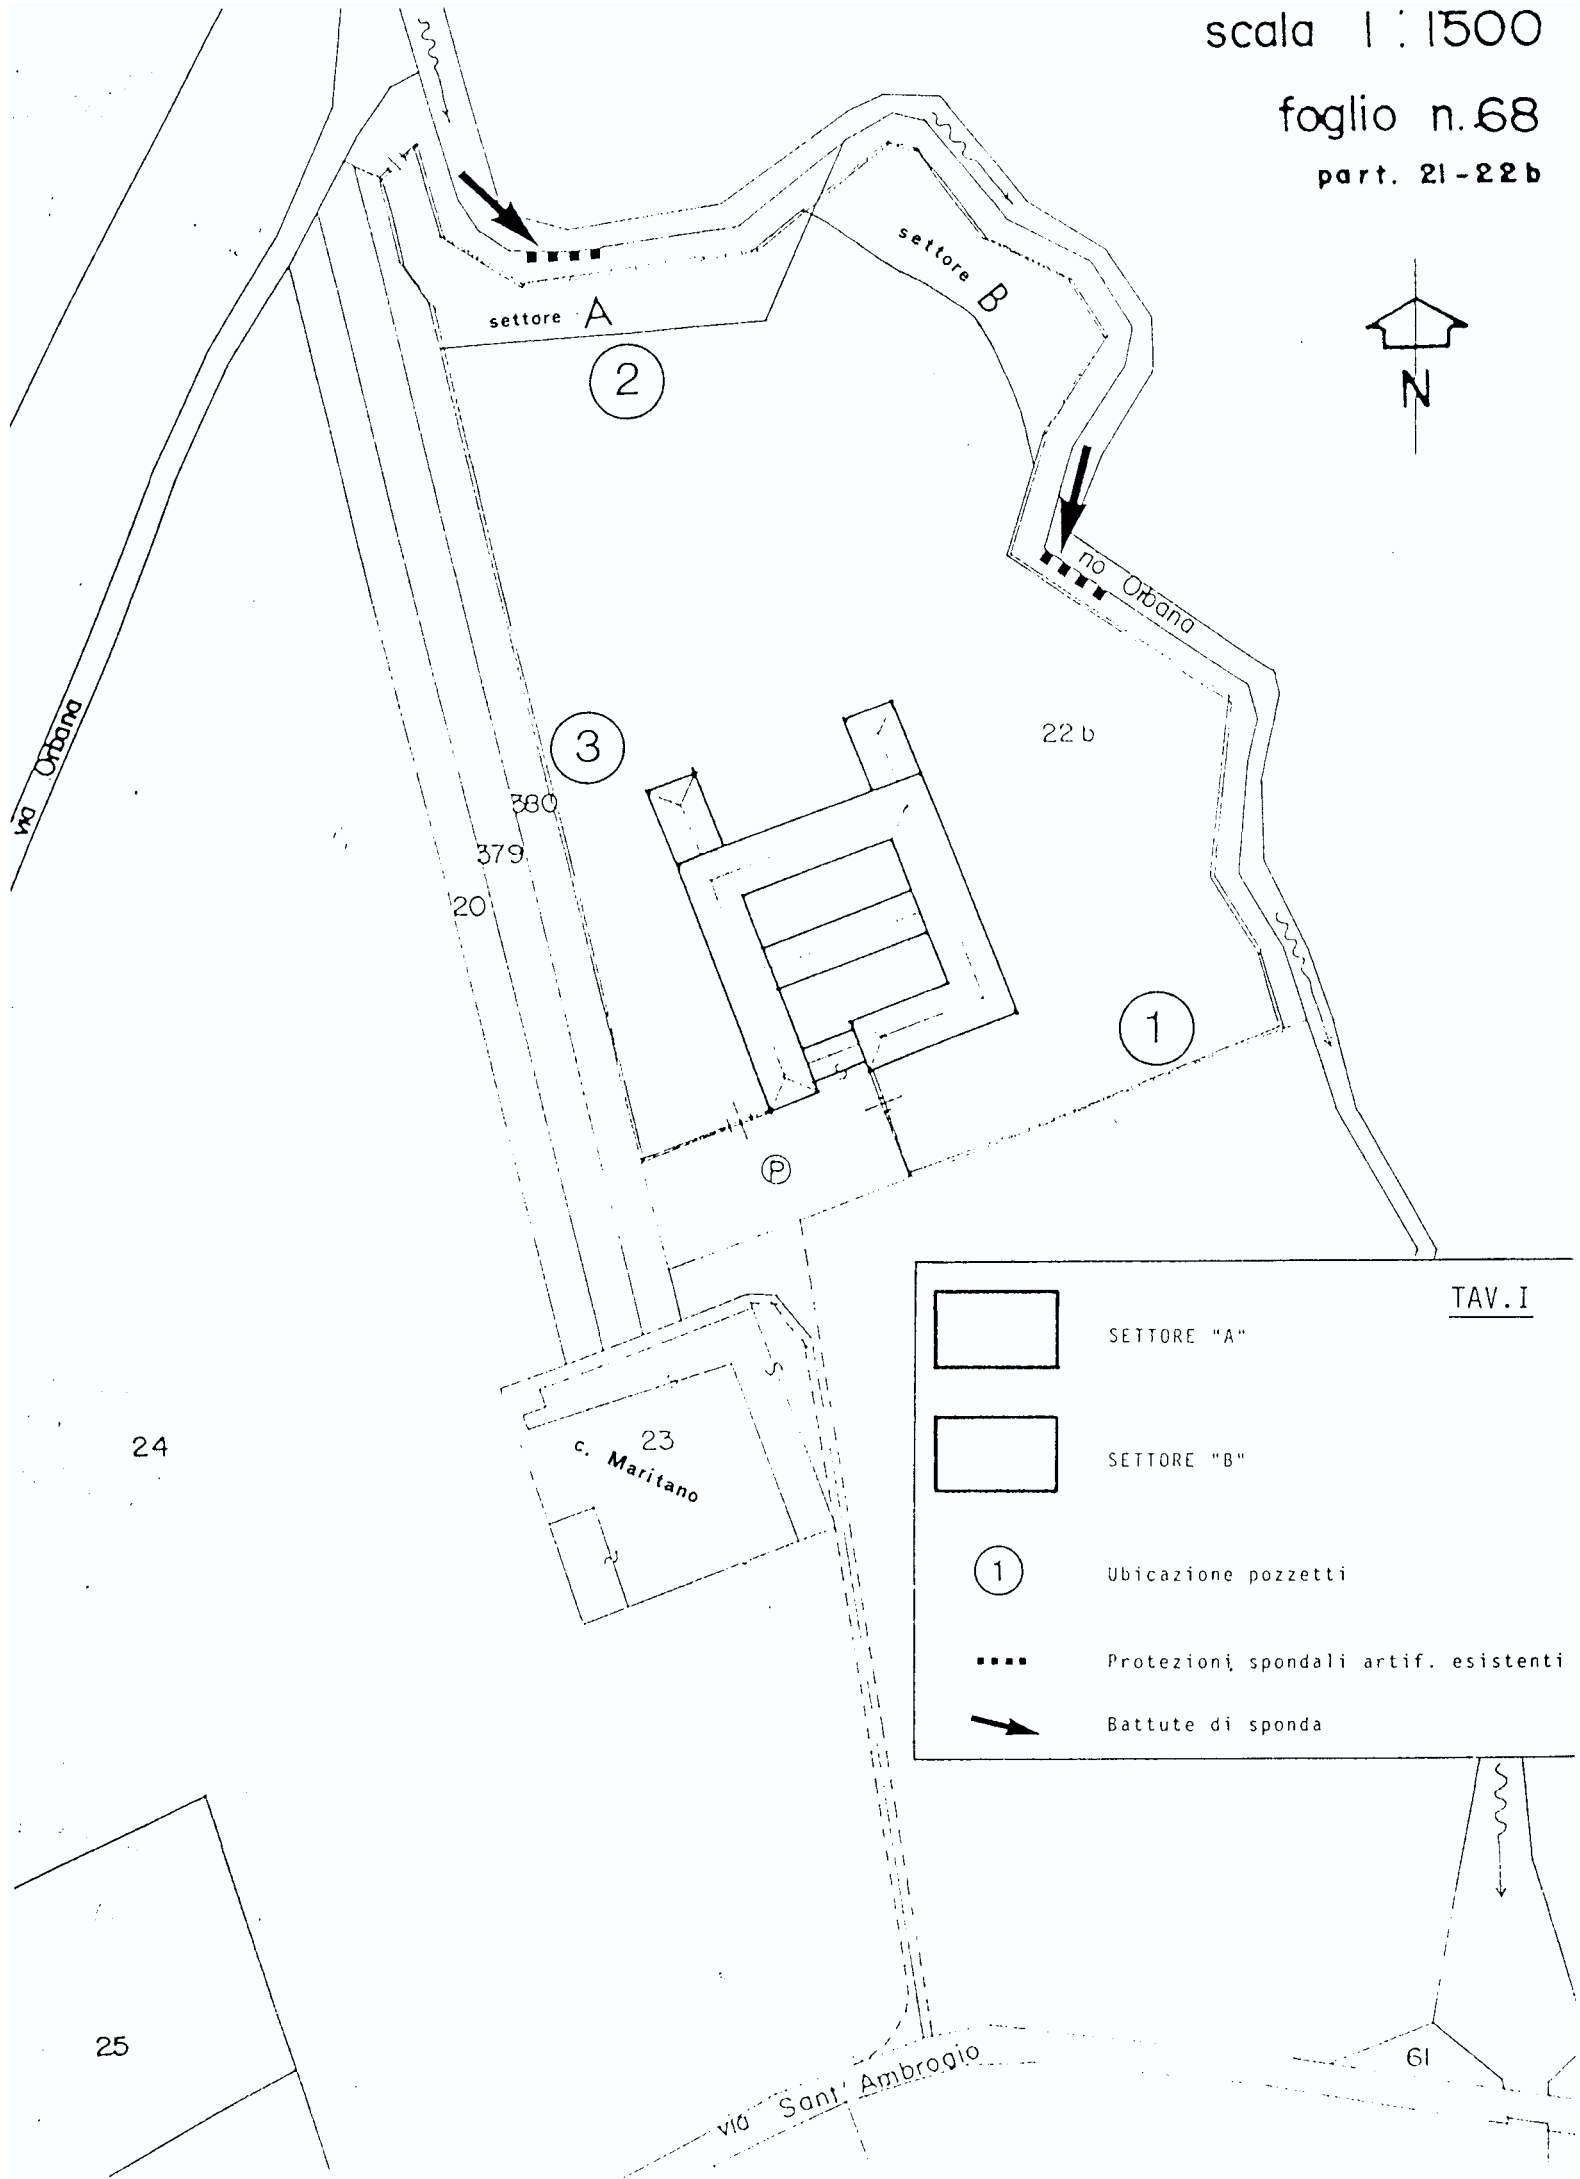 scala 1:1500
foglio n. 68
part. 21-22b
settore A
settore B
2
N
no Orbana
via Orbana
22b
3
380
379
20
1
P
TAV. I
SETTORE "A"
SETTORE "B"
1 Ubicazione pozzetti
Protezioni spondali artif. esistenti
Battute di sponda
24
23
c. Maritano
25
61
via Sant' Ambrogio